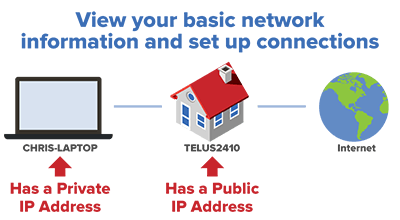 View your basic network
information and set up connections
CHRIS-LAPTOP
TELUS2410
Internet
Has a Private
IP Address
Has a Public
IP Address